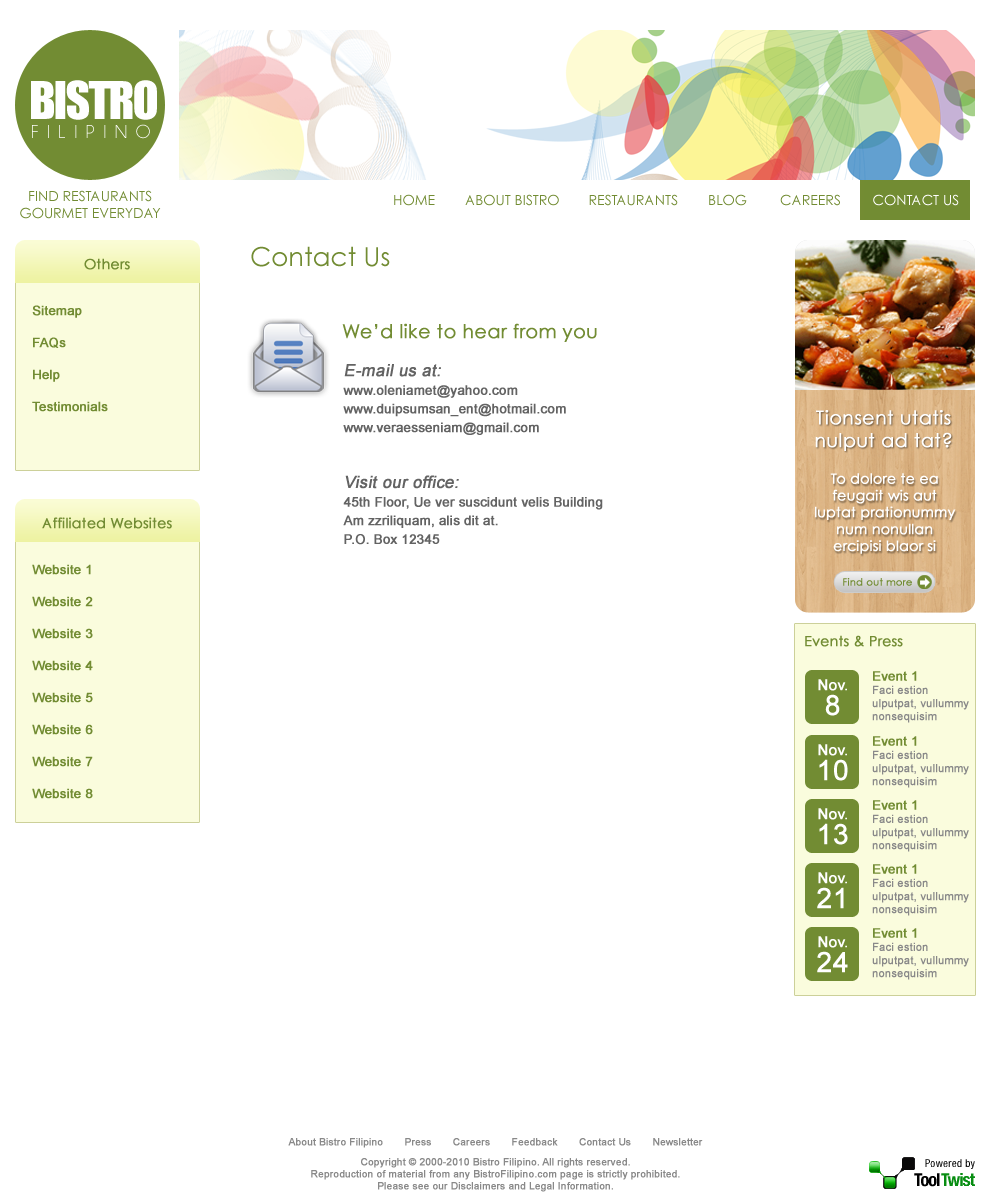 BISTRO
FILIPINO
FIND RESTAURANTS
GOURMET EVERYDAY
HOME ABOUT BISTRO RESTAURANTS BLOG CAREERS CONTACT US
Others
Sitemap
FAQs
Help
Testimonials
Affiliated Websites
Website 1
Website 2
Website 3
Website 4
Website 5
Website 6
Website 7
Website 8
Contact Us
We'd like to hear from you
E-mail us at:
www.oleniamet@yahoo.com
www.duipsumsan_ent@hotmail.com
www.veraesseniam@gmail.com
Visit our office:
45th Floor, Ue ver suscidunt velis Building
Am zzriliquam, alis dit at.
P.O. Box 12345
Tionsent utatis
nulput ad tat?
To dolore te ea
feugait wis aut
luptat prationummy
num nonullan
ercipisi blaor si
Find out more
Events & Press
Nov.
8
Event 1
Faci estion
ulputpat, vullummy
nonsequisim
Nov.
10
Event 1
Faci estion
ulputpat, vullummy
nonsequisim
Nov.
13
Event 1
Faci estion
ulputpat, vullummy
nonsequisim
Nov.
21
Event 1
Faci estion
ulputpat, vullummy
nonsequisim
Nov.
24
Event 1
Faci estion
ulputpat, vullummy
nonsequisim
About Bistro Filipino Press Careers Feedback Contact Us Newsletter
Copyright © 2000-2010 Bistro Filipino. All rights reserved.
Reproduction of material from any BistroFilipino.com page is strictly prohibited.
Please see our Disclaimers and Legal Information.
Powered by
ToolTwist